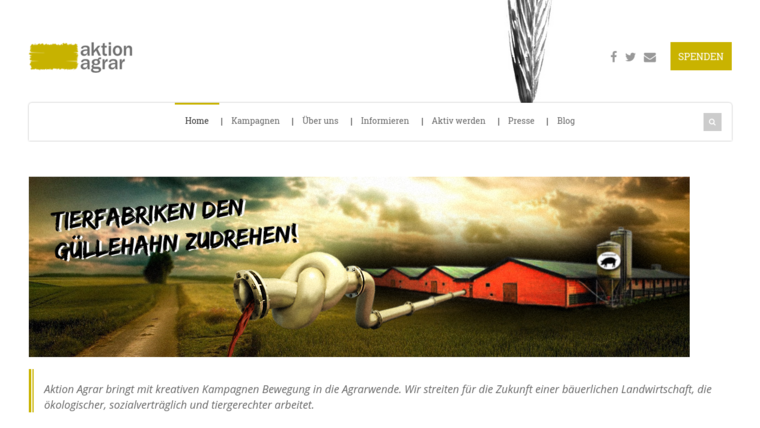 aktion
agrar
SPENDEN
Home | Kampagnen | Über uns | Informieren | Aktiv werden | Presse | Blog
TIERFABRIKEN DEN
GÜLLEHAHN ZUDREHEN!
Aktion Agrar bringt mit kreativen Kampagnen Bewegung in die Agrarwende. Wir streiten für die Zukunft einer bäuerlichen Landwirtschaft, die
ökologischer, sozialverträglich und tiergerechter arbeitet.